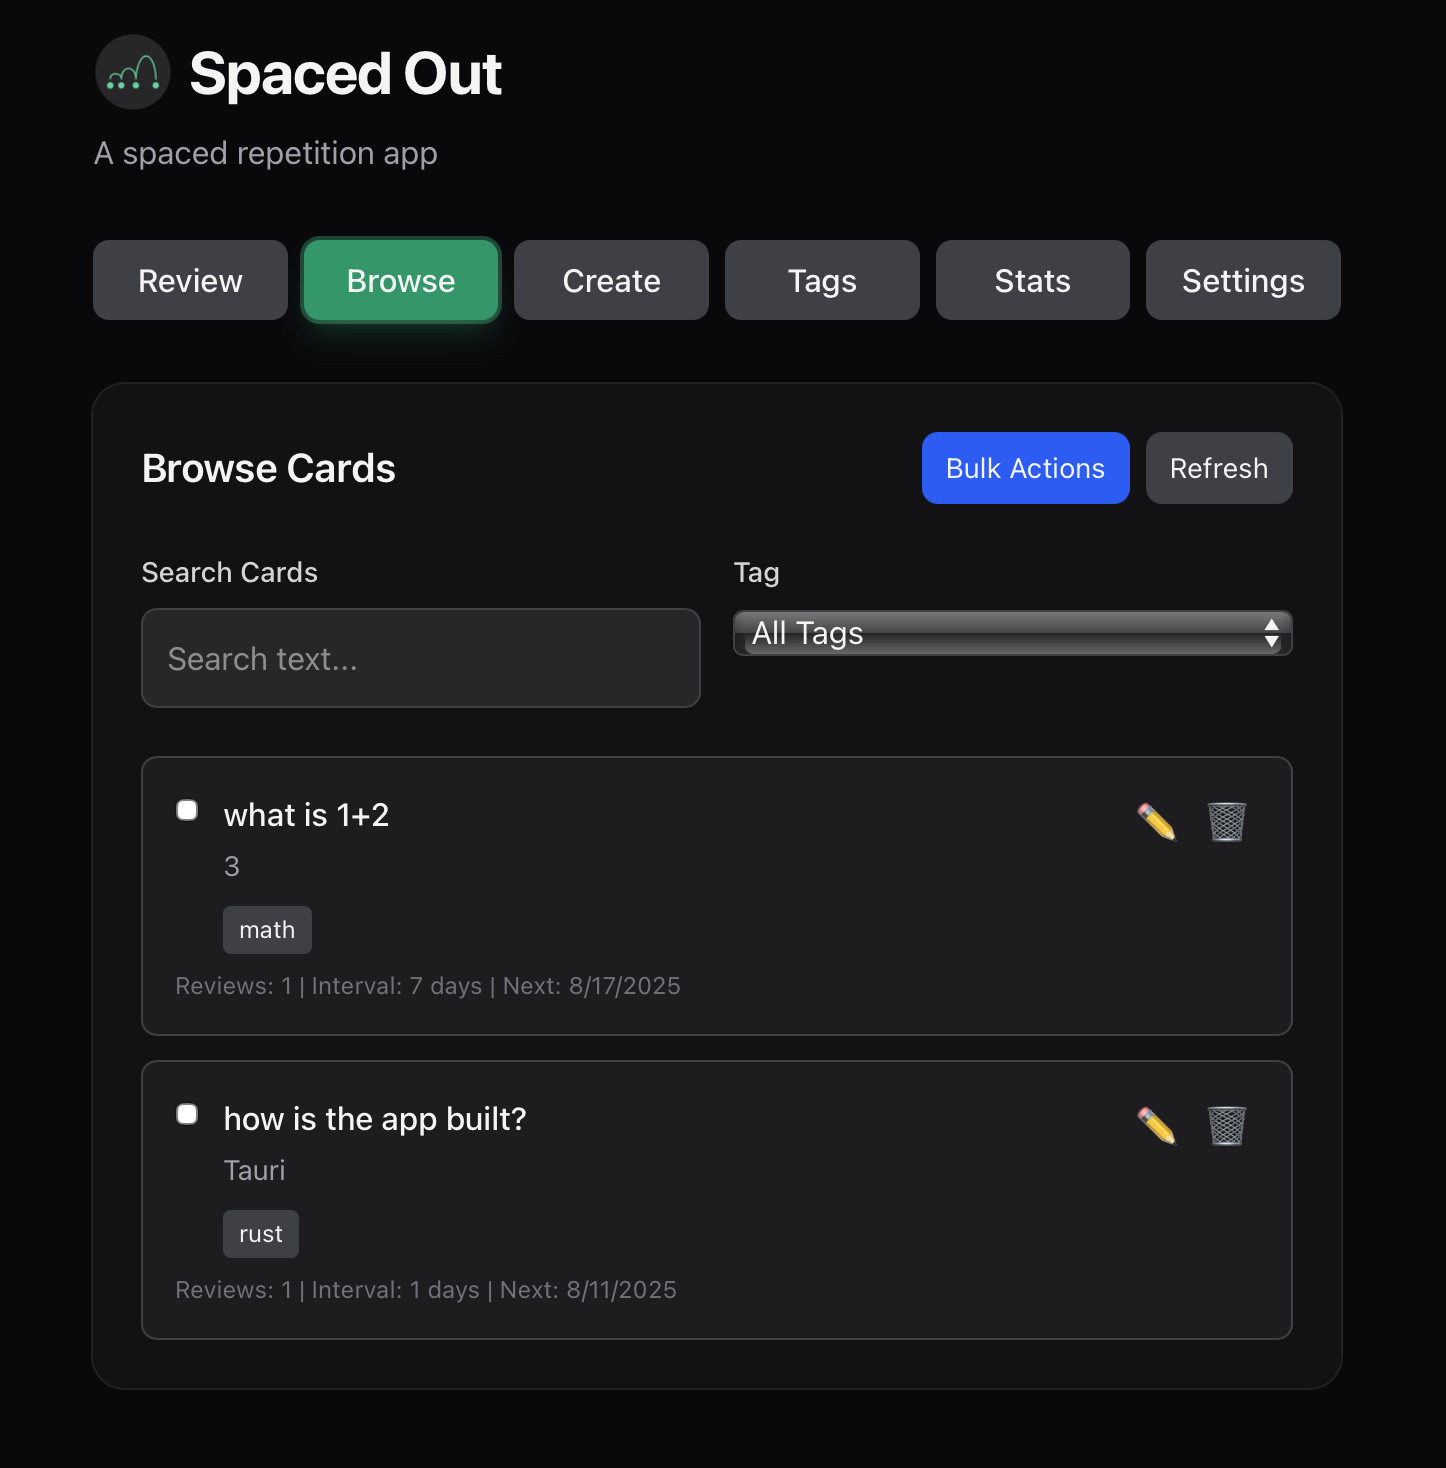 Spaced Out
A spaced repetition app
Review Browse Create Tags Stats Settings
Browse Cards Bulk Actions Refresh
Search Cards Tag
Search text... All Tags
what is 1+2
3
math
Reviews: 1 | Interval: 7 days | Next: 8/17/2025
how is the app built?
Tauri
rust
Reviews: 1 | Interval: 1 days | Next: 8/11/2025